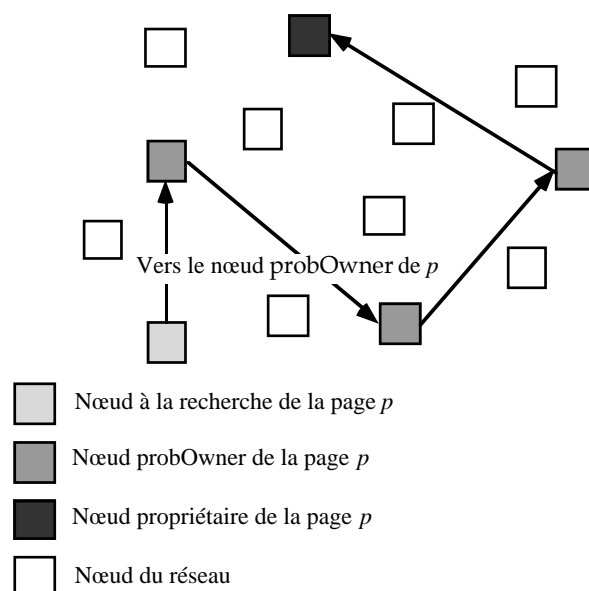 Vers le nœud probOwner de p
Nœud à la recherche de la page p
Nœud probOwner de la page p
Nœud propriétaire de la page p
Nœud du réseau